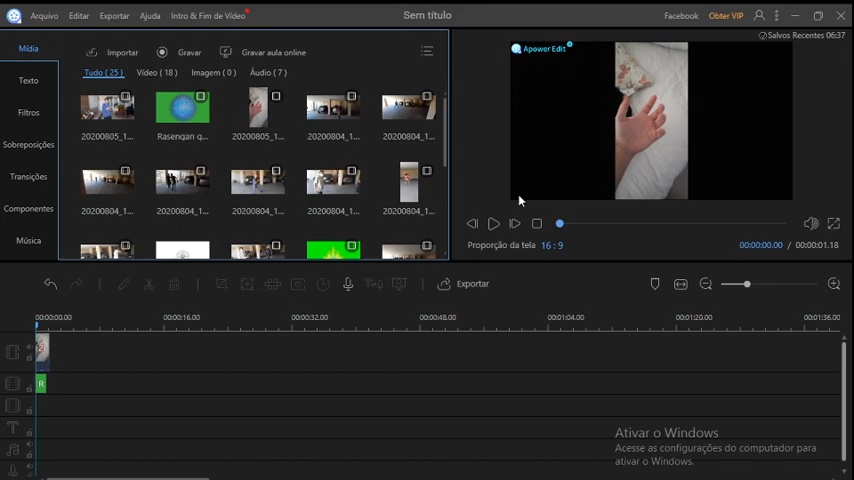 Arquivo Editar Exportar Ajuda Intro & Fim de Vídeo Sem título Facebook Obter VIP
Salvos Recentes 06:37
Mídia
Importar Gravar Gravar aula online
Apower Edit
Texto
Tudo ( 25 ) Vídeo ( 18 ) Imagem ( 0 ) Áudio ( 7 )
Filtros
20200805_1... Rasengan g... 20200805_1... 20200804_1... 20200804_1...
Sobreposições
Transições
Componentes
20200804_1... 20200804_1... 20200804_1... 20200804_1... 20200804_1...
Música
Proporção da tela 16 : 9 00:00:00.00 / 00:00:01.18
Exportar
00:00:00.00 00:00:16.00 00:00:32.00 00:00:48.00 00:01:04.00 00:01:20.00 00:01:36.00
R
Ativar o Windows
Acesse as configurações do computador para
ativar o Windows.